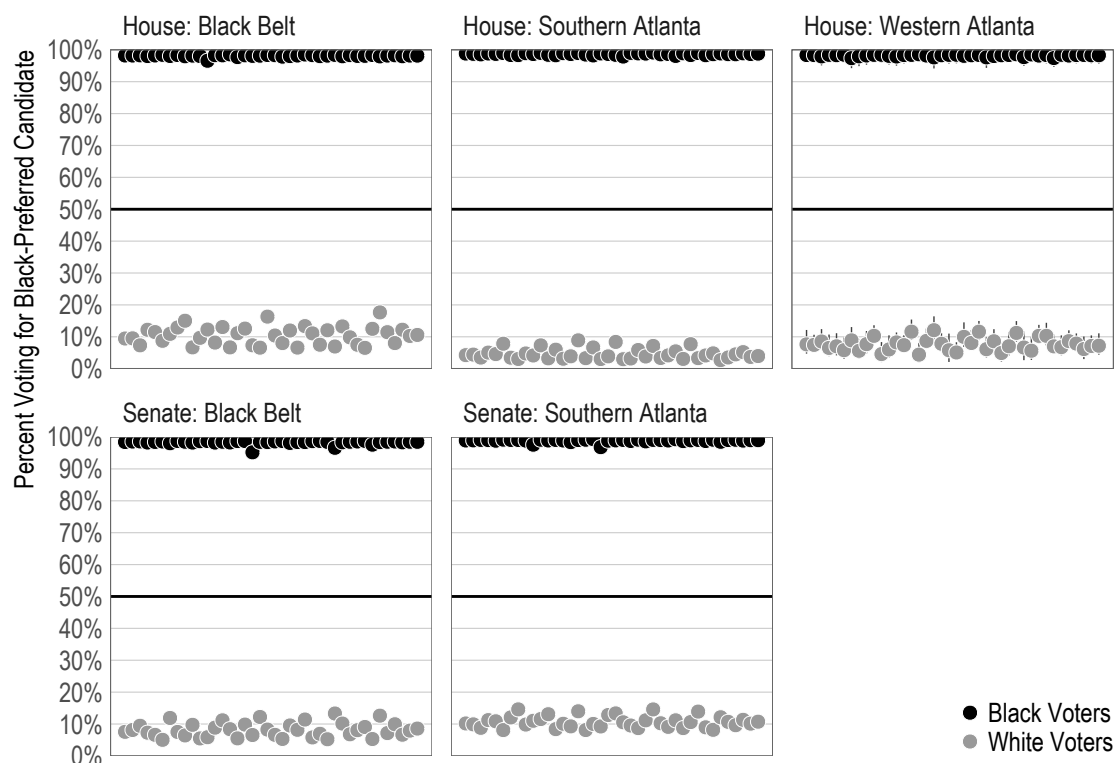 Percent Voting for Black-Preferred Candidate
House: Black Belt
House: Southern Atlanta
House: Western Atlanta
100%
90%
80%
70%
60%
50%
40%
30%
20%
10%
0%
Senate: Black Belt
Senate: Southern Atlanta
100%
90%
80%
70%
60%
50%
40%
30%
20%
10%
0%
Black Voters
White Voters